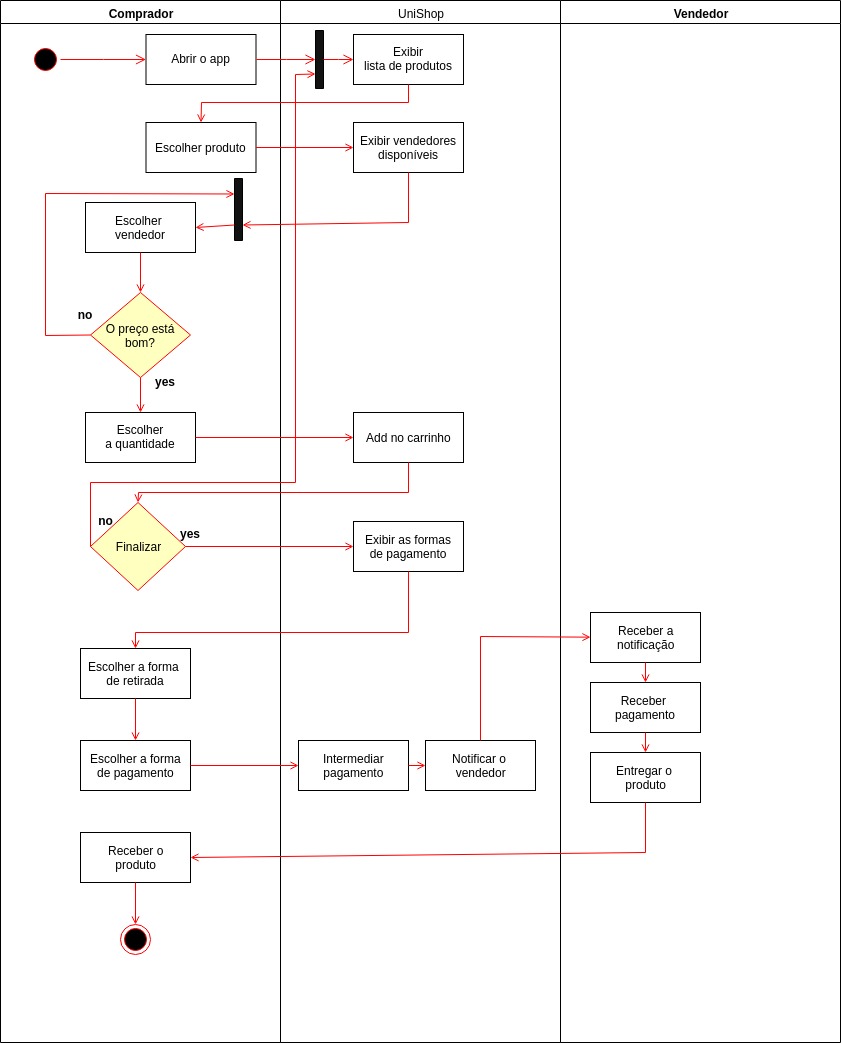 Comprador
UniShop
Vendedor
Abrir o app
Exibir
lista de produtos
Escolher produto
Exibir vendedores
disponíveis
Escolher
vendedor
no
O preço está
bom?
yes
Escolher
a quantidade
Add no carrinho
no
yes
Finalizar
Exibir as formas
de pagamento
Receber a
notificação
Escolher a forma
de retirada
Receber
pagamento
Escolher a forma
de pagamento
Intermediar
pagamento
Notificar o
vendedor
Entregar o
produto
Receber o
produto